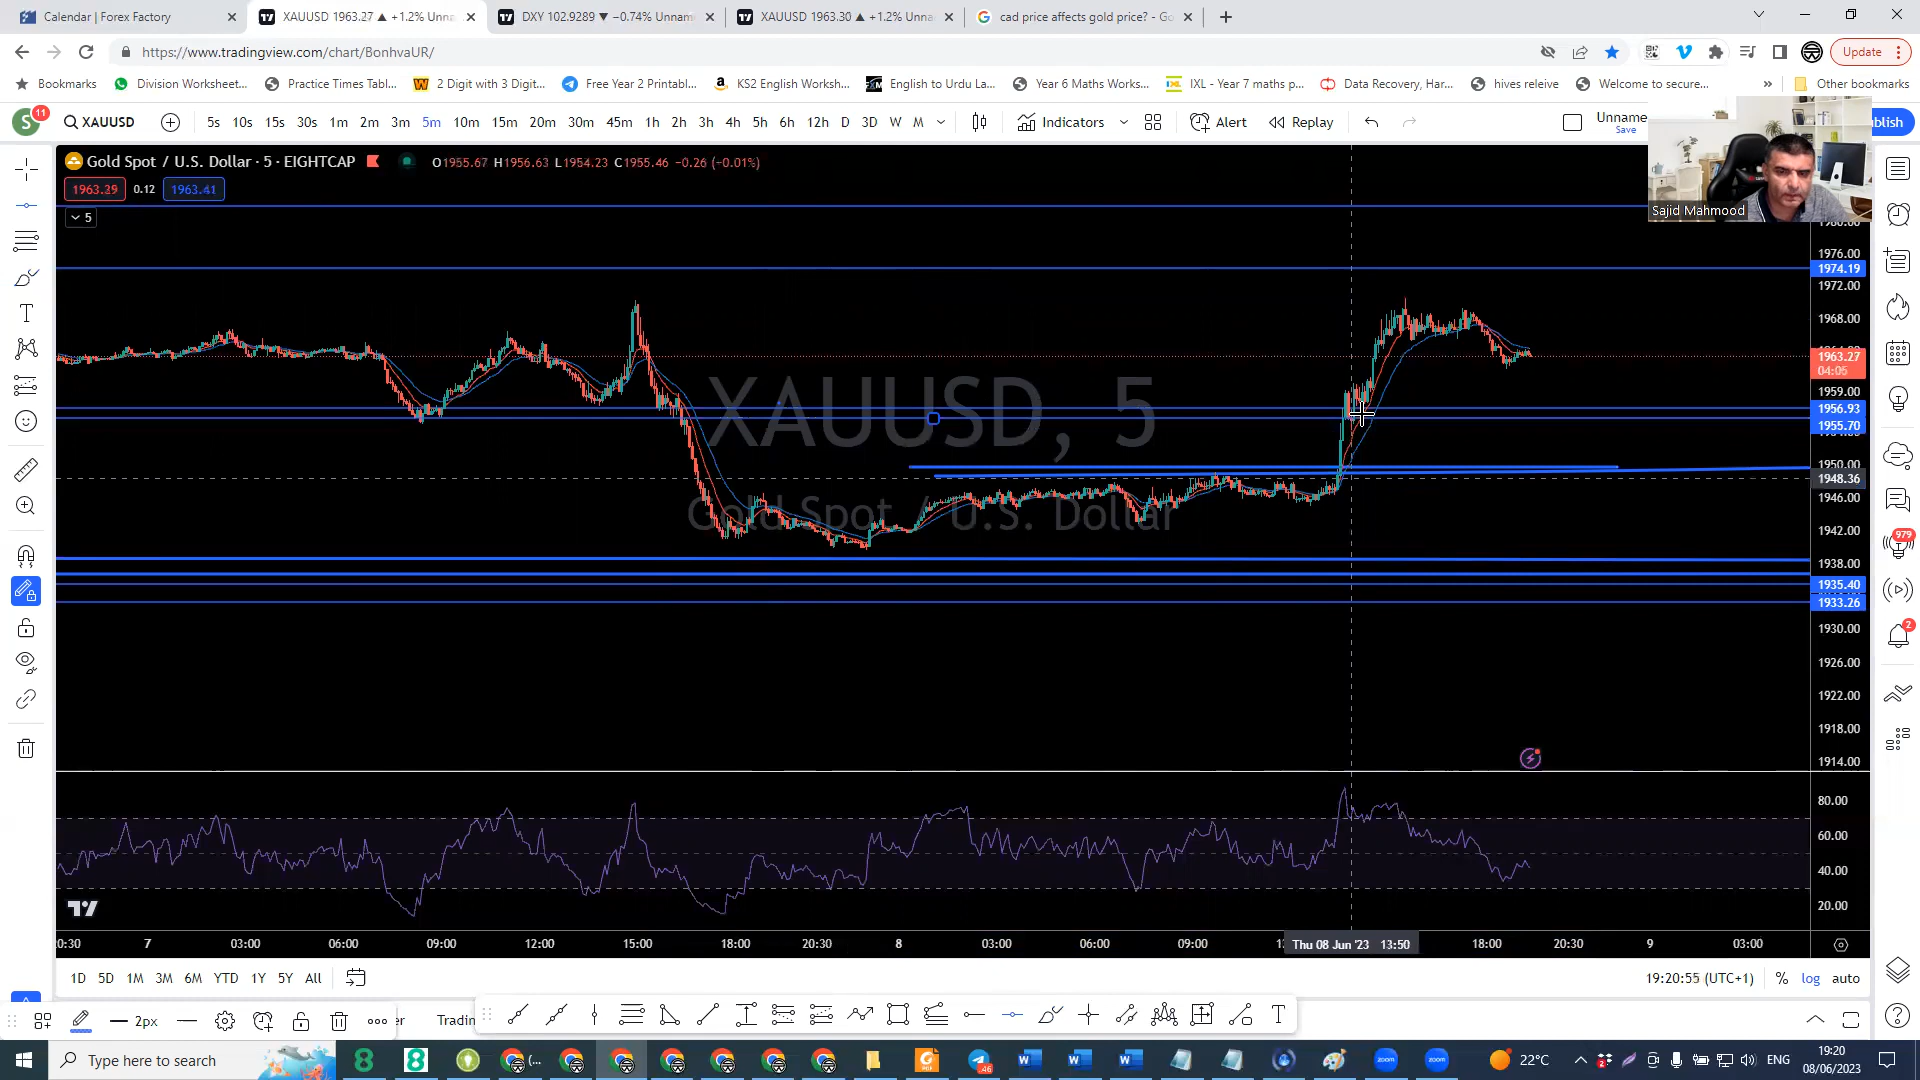 Calendar | Forex Factory
XAUUSD 1963.27 ▲ +1.2% Unna
DXY 102.9289 ▼ −0.74% Unnam
XAUUSD 1963.30 ▲ +1.2% Unna
cad price affects gold price? - Go
https://www.tradingview.com/chart/BonhvaUR/
Update
Bookmarks
Division Worksheet...
Practice Times Tabl...
2 Digit with 3 Digit...
Free Year 2 Printabl...
KS2 English Worksh...
English to Urdu La...
Year 6 Maths Works...
IXL - Year 7 maths p...
Data Recovery, Har...
hives releive
Welcome to secure...
»
Other bookmarks
S
11
XAUUSD
5s 10s 15s 30s 1m 2m 3m 5m 10m 15m 20m 30m 45m 1h 2h 3h 4h 5h 6h 12h D 3D W M
Indicators
Alert
Replay
Unname
Save
blish
Gold Spot / U.S. Dollar · 5 · EIGHTCAP
O1955.67 H1956.63 L1954.23 C1955.46 −0.26 (−0.01%)
1963.29 0.12 1963.41
5
Sajid Mahmood
XAUUSD, 5
Gold Spot / U.S. Dollar
1976.00
1974.19
1972.00
1968.00
1963.27
04:05
1959.00
1956.93
1955.70
1950.00
1948.36
1946.00
1942.00
1938.00
1935.40
1933.26
1930.00
1926.00
1922.00
1918.00
1914.00
80.00
60.00
40.00
20.00
979
2
0:30 7 03:00 06:00 09:00 12:00 15:00 18:00 20:30 8 03:00 06:00 09:00 Thu 08 Jun '23 13:50 18:00 20:30 9 03:00
1D 5D 1M 3M 6M YTD 1Y 5Y All
19:20:55 (UTC+1) % log auto
2px
er
Tradin
Type here to search
46
22°C
ENG
19:20
08/06/2023